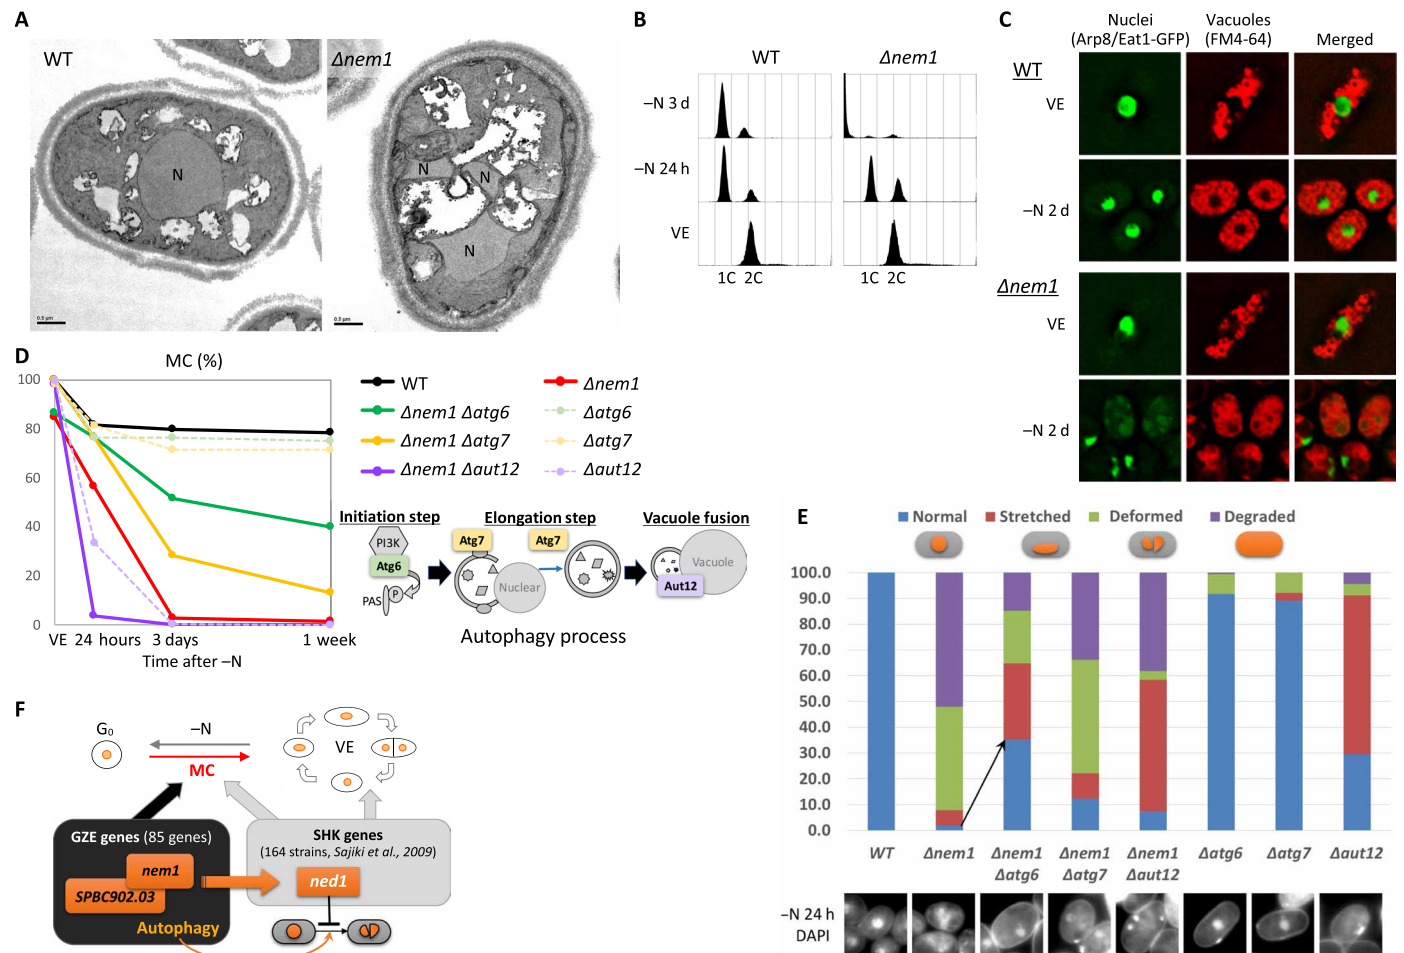 A
WT
Δnem1
N
N
N
N
0.5 μm
0.5 μm
B
WT
Δnem1
–N 3 d
–N 24 h
VE
1C 2C
1C 2C
C
Nuclei
(Arp8/Eat1-GFP)
Vacuoles
(FM4-64)
Merged
WT
VE
–N 2 d
Δnem1
VE
–N 2 d
D
MC (%)
100
80
60
40
20
0
VE 24 hours 3 days 1 week
Time after –N
WT
Δnem1
Δnem1 Δatg6
Δatg6
Δnem1 Δatg7
Δatg7
Δnem1 Δaut12
Δaut12
Initiation step
Elongation step
Vacuole fusion
PI3K
Atg6
PAS
P
Atg7
Atg7
Nuclear
Aut12
Vacuole
Autophagy process
E
Normal Stretched Deformed Degraded
100.0
90.0
80.0
70.0
60.0
50.0
40.0
30.0
20.0
10.0
0.0
WT
Δnem1
Δnem1
Δatg6
Δnem1
Δatg7
Δnem1
Δaut12
Δatg6
Δatg7
Δaut12
–N 24 h
DAPI
F
G₀
–N
MC
VE
GZE genes (85 genes)
nem1
SPBC902.03
Autophagy
SHK genes
(164 strains, Sajiki et al., 2009)
ned1